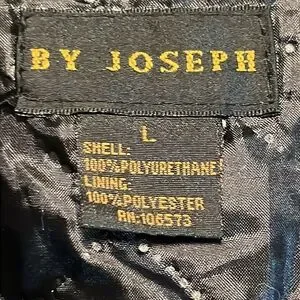 BY JOSEPH
L
SHELL:
100%POLYURETHANE
LINING:
100%POLYESTER
RN:106573